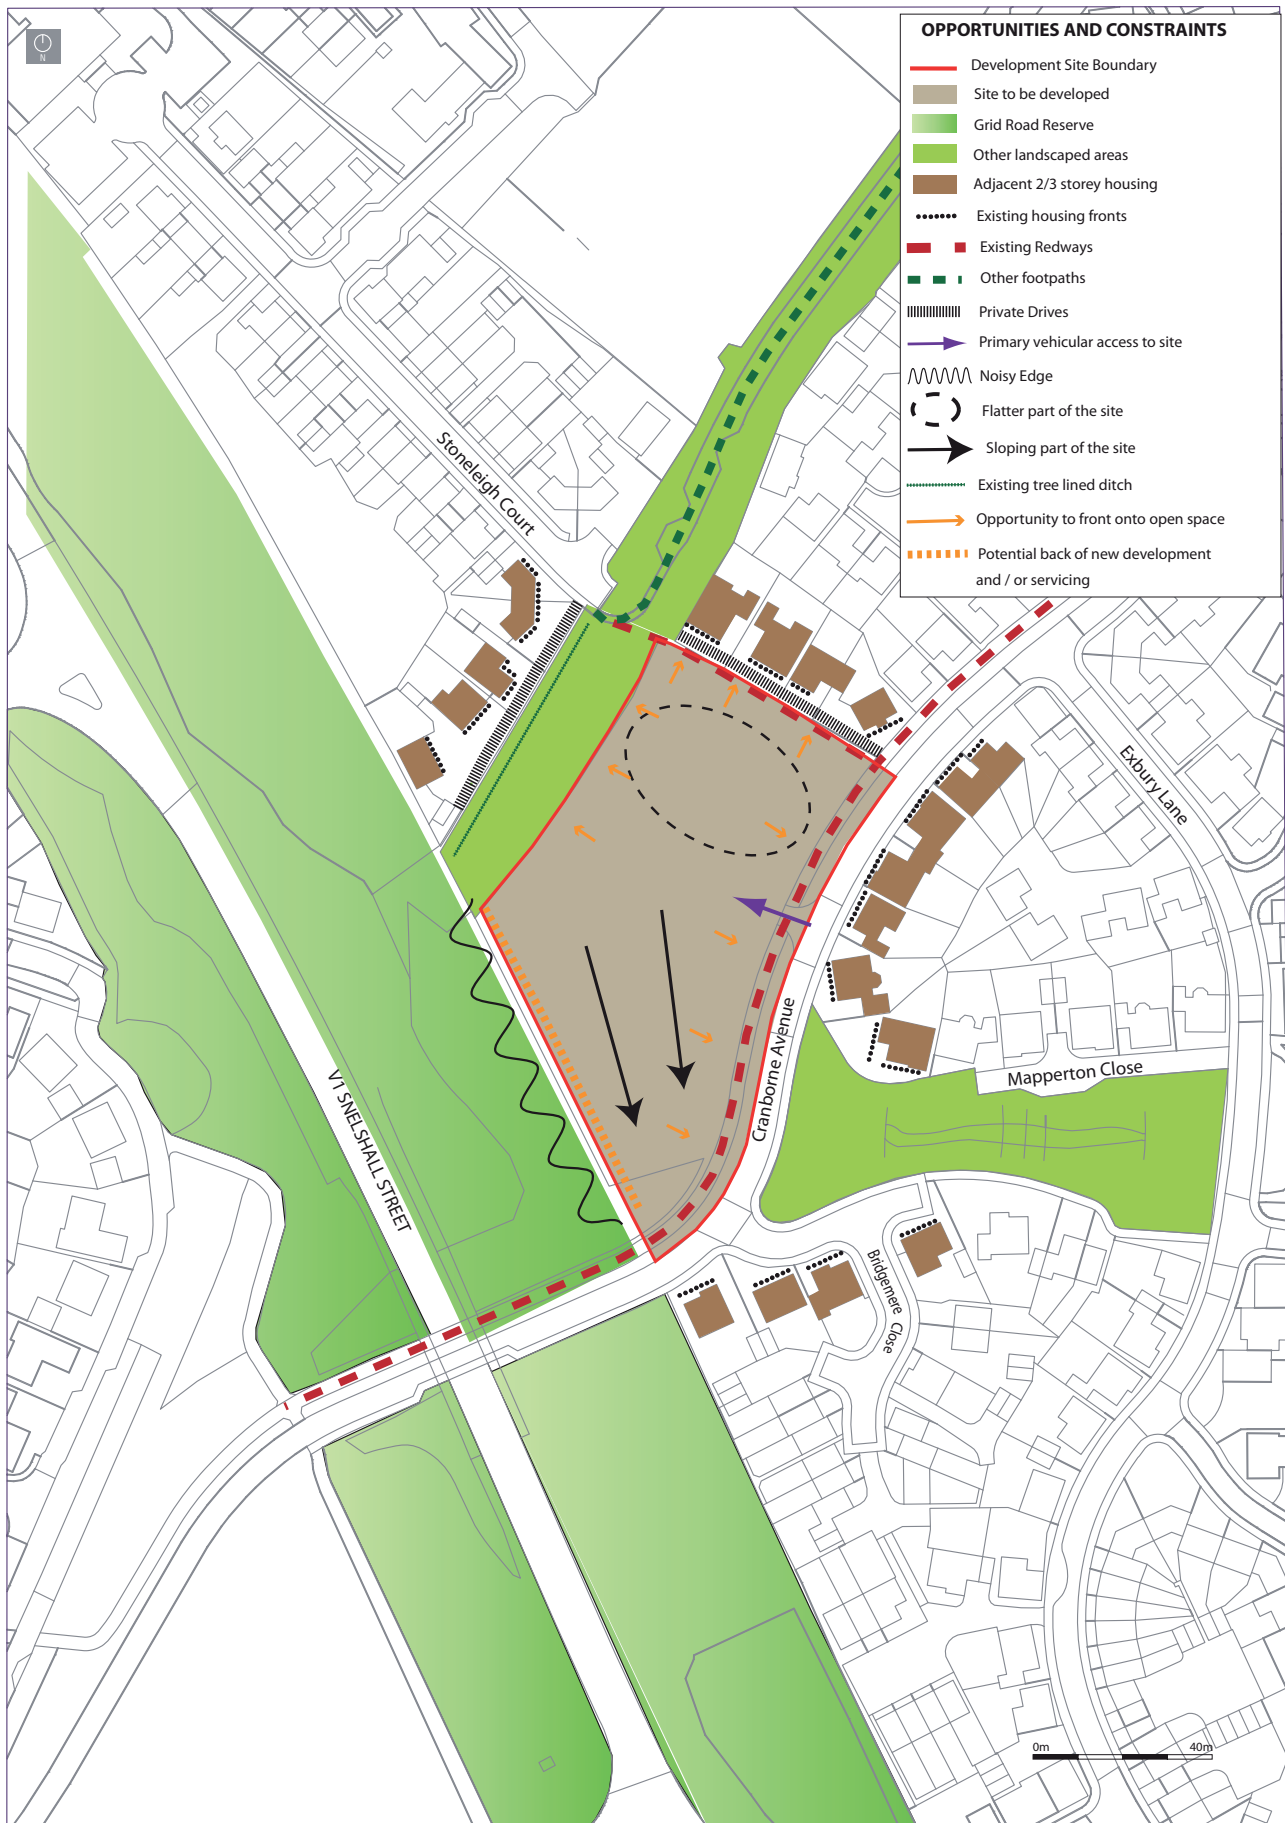 N
OPPORTUNITIES AND CONSTRAINTS
Development Site Boundary
Site to be developed
Grid Road Reserve
Other landscaped areas
Adjacent 2/3 storey housing
Existing housing fronts
Existing Redways
Other footpaths
Private Drives
Primary vehicular access to site
Noisy Edge
Flatter part of the site
Sloping part of the site
Existing tree lined ditch
Opportunity to front onto open space
Potential back of new development
and / or servicing
Stoneleigh Court
Exbury Lane
Cranborne Avenue
Mapperton Close
V1 SNELSHALL STREET
Bridgemere Close
0m 40m